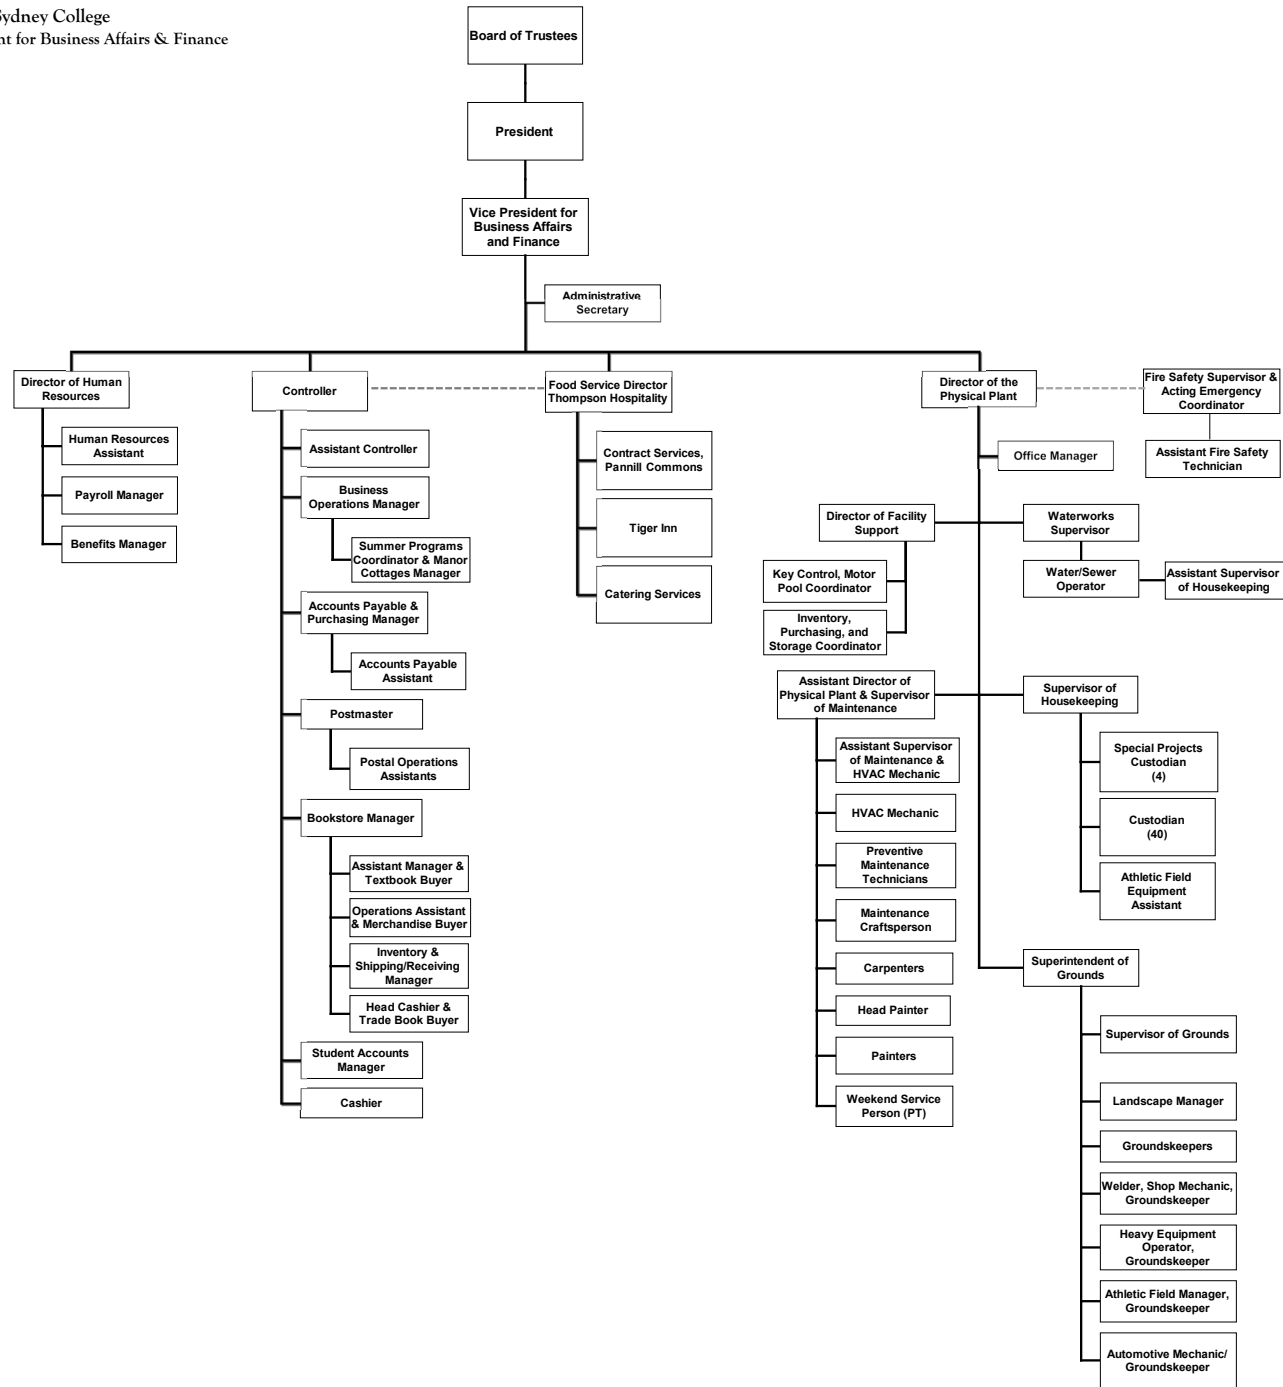 Sydney College
nt for Business Affairs & Finance
Board of Trustees
President
Vice President for
Business Affairs
and Finance
Administrative
Secretary
Director of Human
Resources
Human Resources
Assistant
Payroll Manager
Benefits Manager
Controller
Assistant Controller
Business
Operations Manager
Summer Programs
Coordinator & Manor
Cottages Manager
Accounts Payable &
Purchasing Manager
Accounts Payable
Assistant
Postmaster
Postal Operations
Assistants
Bookstore Manager
Assistant Manager &
Textbook Buyer
Operations Assistant
& Merchandise Buyer
Inventory &
Shipping/Receiving
Manager
Head Cashier &
Trade Book Buyer
Student Accounts
Manager
Cashier
Food Service Director
Thompson Hospitality
Contract Services,
Pannill Commons
Tiger Inn
Catering Services
Director of the
Physical Plant
Fire Safety Supervisor &
Acting Emergency
Coordinator
Assistant Fire Safety
Technician
Office Manager
Director of Facility
Support
Key Control, Motor
Pool Coordinator
Inventory,
Purchasing, and
Storage Coordinator
Waterworks
Supervisor
Water/Sewer
Operator
Assistant Supervisor
of Housekeeping
Assistant Director of
Physical Plant & Supervisor
of Maintenance
Assistant Supervisor
of Maintenance &
HVAC Mechanic
HVAC Mechanic
Preventive
Maintenance
Technicians
Maintenance
Craftsperson
Carpenters
Head Painter
Painters
Weekend Service
Person (PT)
Supervisor of
Housekeeping
Special Projects
Custodian
(4)
Custodian
(40)
Athletic Field
Equipment
Assistant
Superintendent of
Grounds
Supervisor of Grounds
Landscape Manager
Groundskeepers
Welder, Shop Mechanic,
Groundskeeper
Heavy Equipment
Operator,
Groundskeeper
Athletic Field Manager,
Groundskeeper
Automotive Mechanic/
Groundskeeper